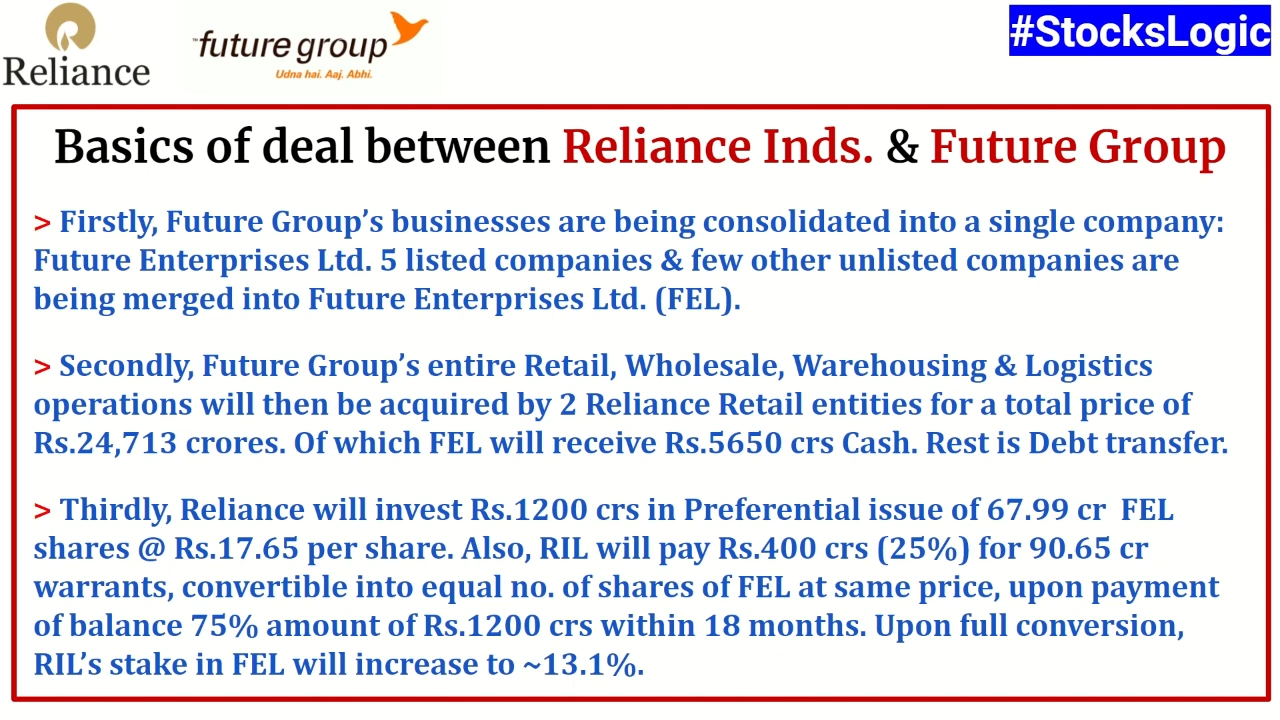 Reliance
™future group
Udna hai. Aaj. Abhi.
#StocksLogic
Basics of deal between Reliance Inds. & Future Group
> Firstly, Future Group’s businesses are being consolidated into a single company:
Future Enterprises Ltd. 5 listed companies & few other unlisted companies are
being merged into Future Enterprises Ltd. (FEL).
> Secondly, Future Group’s entire Retail, Wholesale, Warehousing & Logistics
operations will then be acquired by 2 Reliance Retail entities for a total price of
Rs.24,713 crores. Of which FEL will receive Rs.5650 crs Cash. Rest is Debt transfer.
> Thirdly, Reliance will invest Rs.1200 crs in Preferential issue of 67.99 cr  FEL
shares @ Rs.17.65 per share. Also, RIL will pay Rs.400 crs (25%) for 90.65 cr
warrants, convertible into equal no. of shares of FEL at same price, upon payment
of balance 75% amount of Rs.1200 crs within 18 months. Upon full conversion,
RIL’s stake in FEL will increase to ~13.1%.